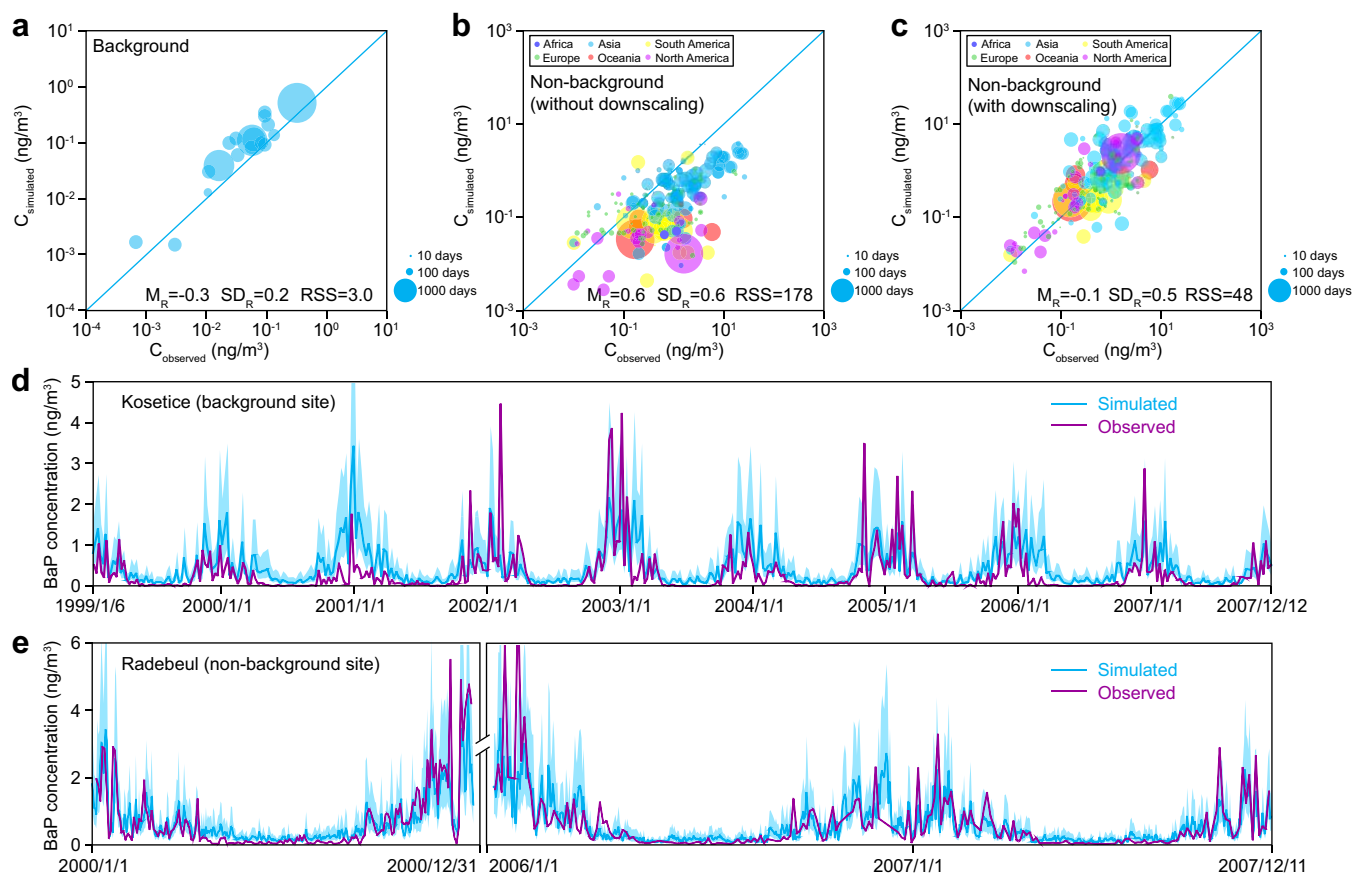 a
Background
C_simulated (ng/m³)
10¹
10⁰
10⁻¹
10⁻²
10⁻³
10⁻⁴
10 days
100 days
1000 days
M_R=-0.3 SD_R=0.2 RSS=3.0
10⁻⁴ 10⁻³ 10⁻² 10⁻¹ 10⁰ 10¹
C_observed (ng/m³)
b
Africa Asia South America
Europe Oceania North America
Non-background
(without downscaling)
C_simulated (ng/m³)
10³
10¹
10⁻¹
10⁻³
10 days
100 days
1000 days
M_R=0.6 SD_R=0.6 RSS=178
10⁻³ 10⁻¹ 10¹ 10³
C_observed (ng/m³)
c
Africa Asia South America
Europe Oceania North America
Non-background
(with downscaling)
C_simulated (ng/m³)
10³
10¹
10⁻¹
10⁻³
10 days
100 days
1000 days
M_R=-0.1 SD_R=0.5 RSS=48
10⁻³ 10⁻¹ 10¹ 10³
C_observed (ng/m³)
d
Kosetice (background site)
Simulated
Observed
BaP concentration (ng/m³)
5
4
3
2
1
0
1999/1/6 2000/1/1 2001/1/1 2002/1/1 2003/1/1 2004/1/1 2005/1/1 2006/1/1 2007/1/1 2007/12/12
e
Radebeul (non-background site)
Simulated
Observed
BaP concentration (ng/m³)
6
4
2
0
2000/1/1 2000/12/31 2006/1/1 2007/1/1 2007/12/11